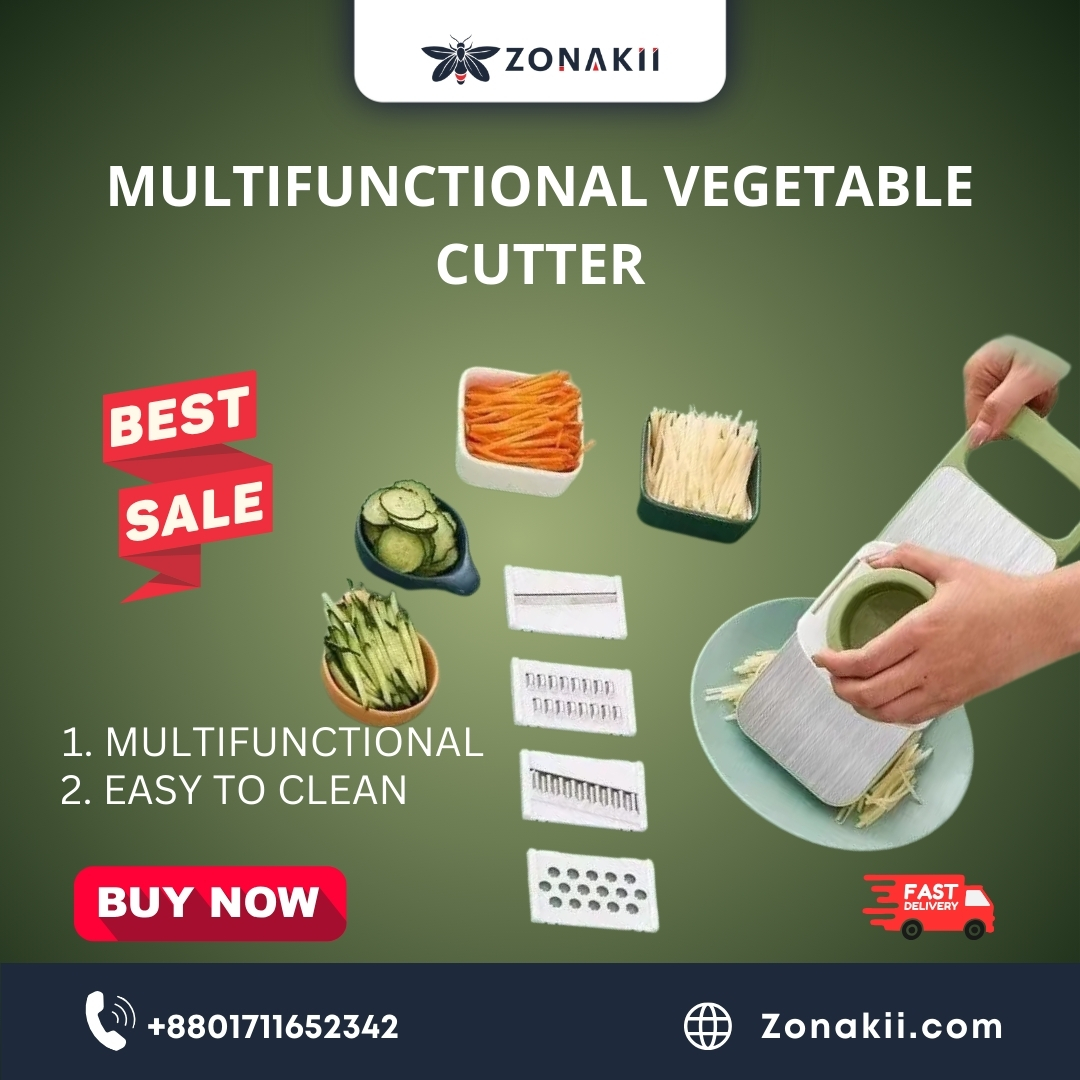 ZONAKII
MULTIFUNCTIONAL VEGETABLE
CUTTER
BEST
SALE
1. MULTIFUNCTIONAL
2. EASY TO CLEAN
BUY NOW
FAST
DELIVERY
+8801711652342
Zonakii.com